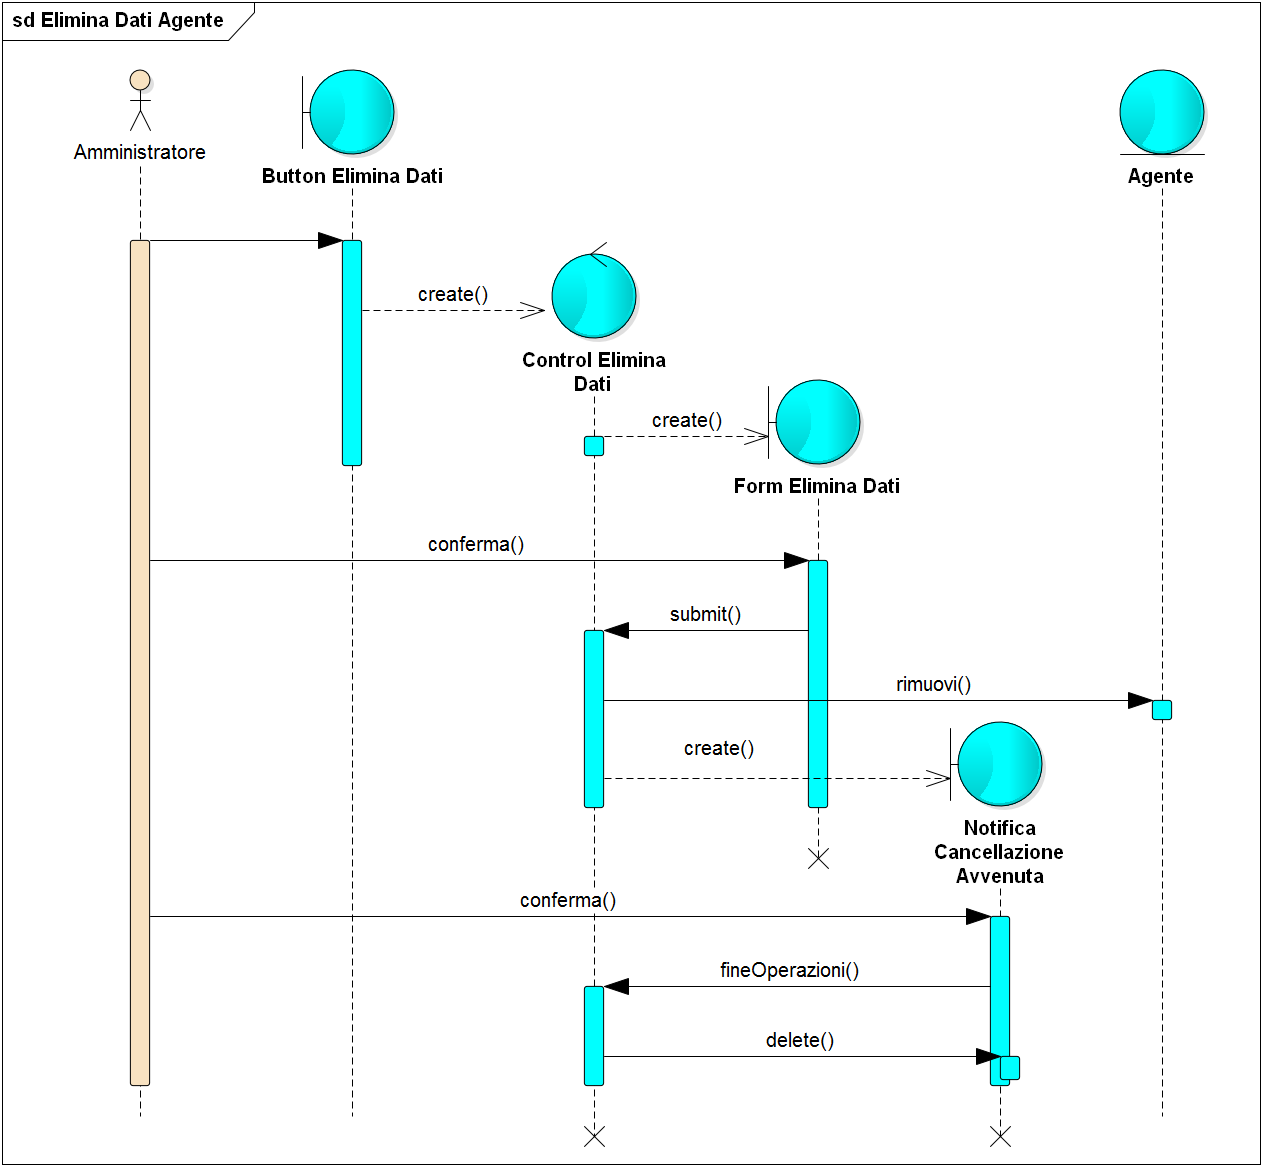 sd Elimina Dati Agente
Amministratore
Button Elimina Dati
Agente
create()
Control Elimina
Dati
create()
Form Elimina Dati
conferma()
submit()
rimuovi()
create()
Notifica
Cancellazione
Avvenuta
conferma()
fineOperazioni()
delete()